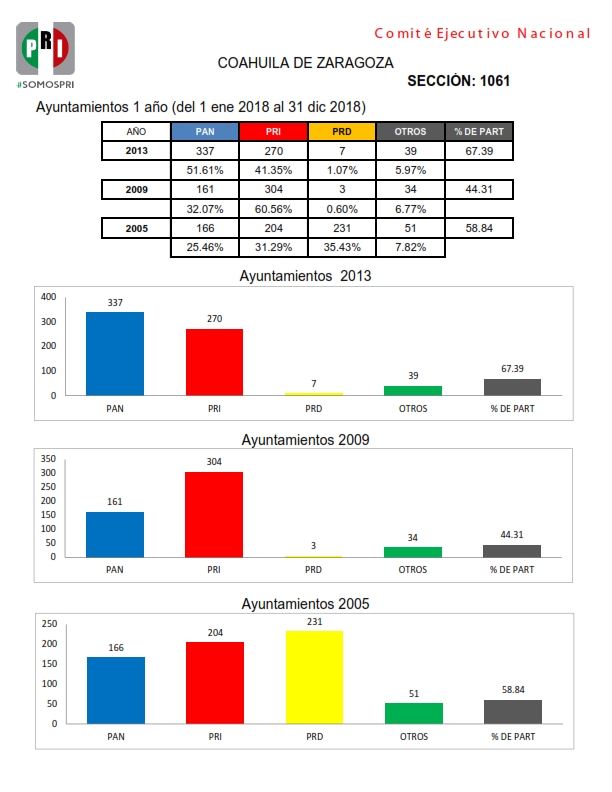 PRI
#SOMOSPRI
Comité Ejecutivo Nacional
COAHUILA DE ZARAGOZA
SECCIÓN: 1061
Ayuntamientos 1 año (del 1 ene 2018 al 31 dic 2018)
AÑO PAN PRI PRD OTROS % DE PART
2013 337 270 7 39 67.39
51.61% 41.35% 1.07% 5.97%
2009 161 304 3 34 44.31
32.07% 60.56% 0.60% 6.77%
2005 166 204 231 51 58.84
25.46% 31.29% 35.43% 7.82%
Ayuntamientos 2013
400
300
200
100
0
337
270
7
39
67.39
PAN PRI PRD OTROS % DE PART
Ayuntamientos 2009
350
300
250
200
150
100
50
0
161
304
3
34
44.31
PAN PRI PRD OTROS % DE PART
Ayuntamientos 2005
250
200
150
100
50
0
166
204
231
51
58.84
PAN PRI PRD OTROS % DE PART